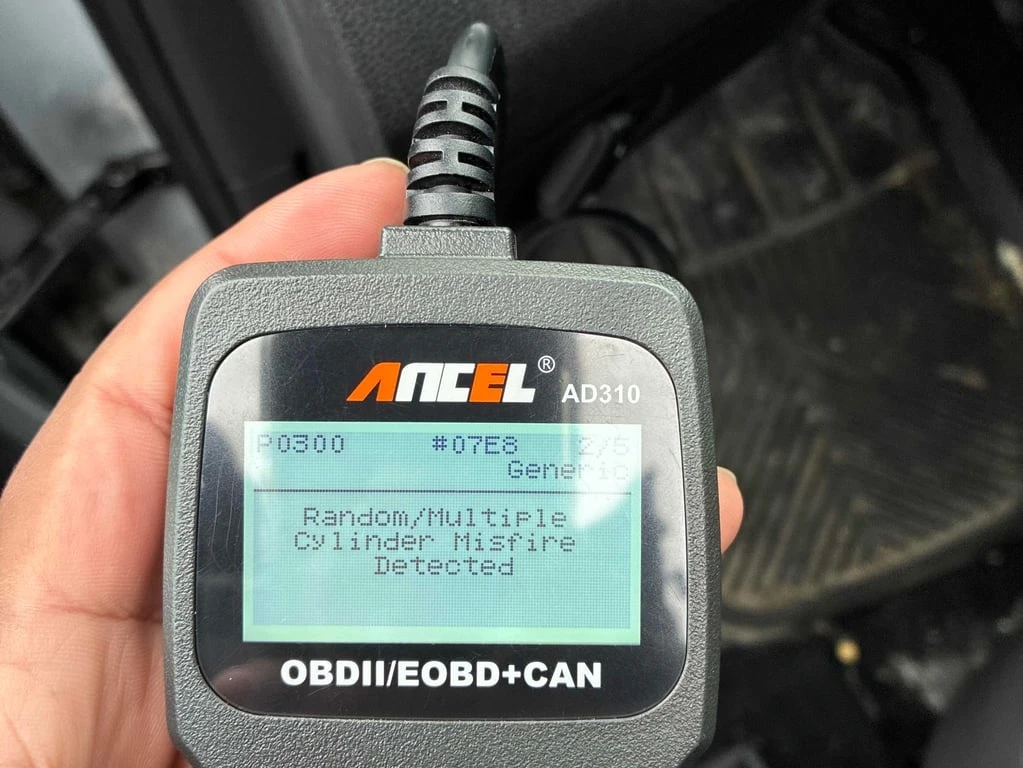 ANCEL® AD310
P0300 #07E8 2/5
Generic
Random/Multiple
Cylinder Misfire
Detected
OBDII/EOBD+CAN